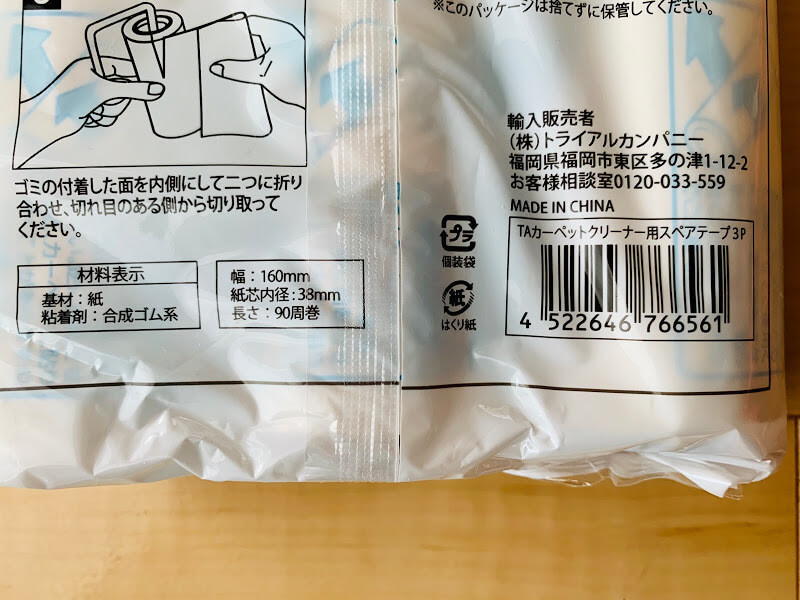 ※このパッケージは捨てずに保管してください。
ゴミの付着した面を内側にして二つに折り
合わせ、切れ目のある側から切り取って
ください。
材料表示
基材：紙
粘着剤：合成ゴム系
幅：160mm
紙芯内径：38mm
長さ：90周巻
輸入販売者
（株）トライアルカンパニー
福岡県福岡市東区多の津1-12-2
お客様相談室0120-033-559
MADE IN CHINA
プラ
個装袋
紙
はくり紙
TAカーペットクリーナー用スペアテープ3P
4 522646 766561